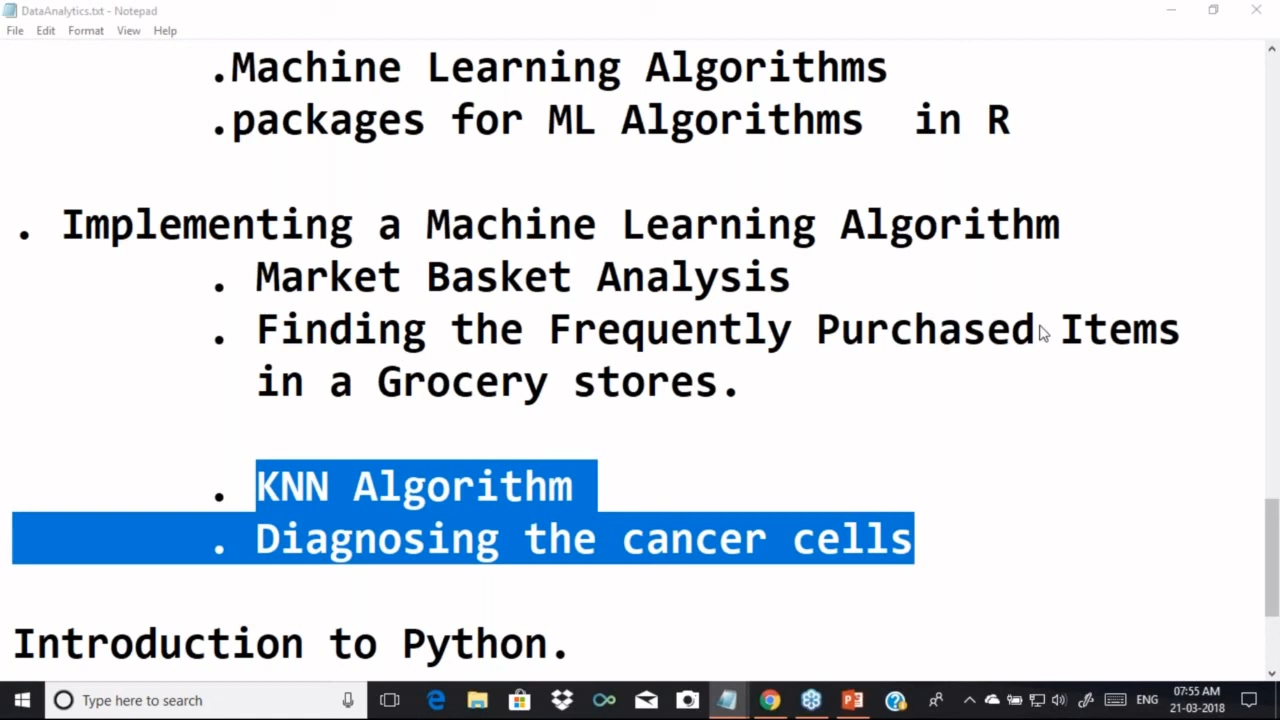 DataAnalytics.txt - Notepad
File Edit Format View Help
.Machine Learning Algorithms
.packages for ML Algorithms in R
. Implementing a Machine Learning Algorithm
. Market Basket Analysis
. Finding the Frequently Purchased Items
in a Grocery stores.
. KNN Algorithm
. Diagnosing the cancer cells
Introduction to Python.
Type here to search
ENG
07:55 AM
21-03-2018